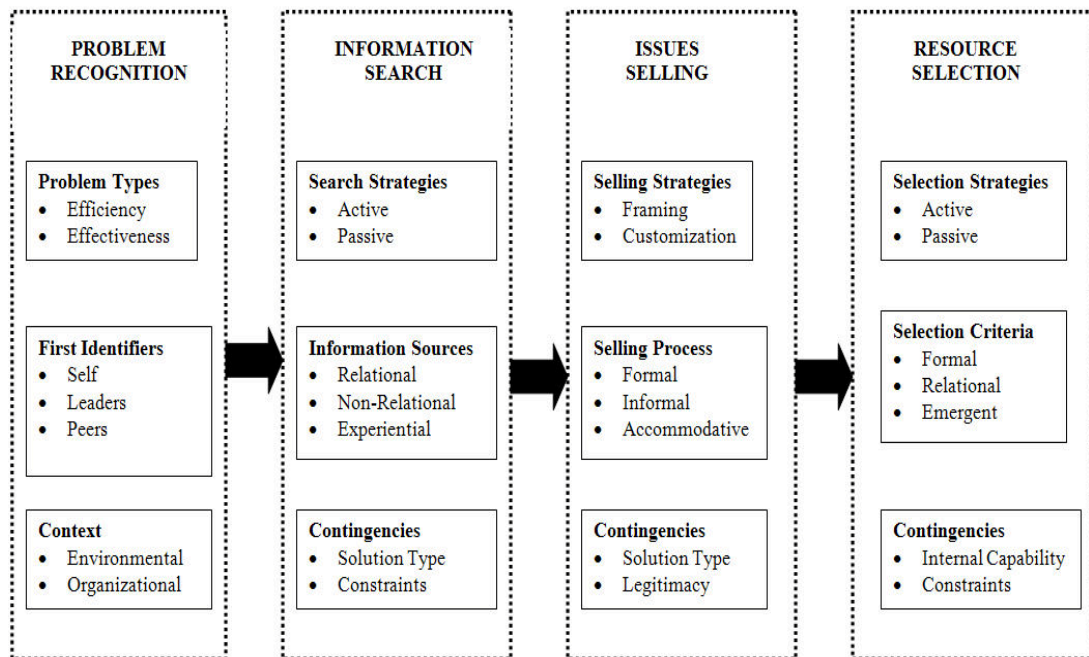 PROBLEM
RECOGNITION
Problem Types
• Efficiency
• Effectiveness
First Identifiers
• Self
• Leaders
• Peers
Context
• Environmental
• Organizational
INFORMATION
SEARCH
Search Strategies
• Active
• Passive
Information Sources
• Relational
• Non-Relational
• Experiential
Contingencies
• Solution Type
• Constraints
ISSUES
SELLING
Selling Strategies
• Framing
• Customization
Selling Process
• Formal
• Informal
• Accommodative
Contingencies
• Solution Type
• Legitimacy
RESOURCE
SELECTION
Selection Strategies
• Active
• Passive
Selection Criteria
• Formal
• Relational
• Emergent
Contingencies
• Internal Capability
• Constraints